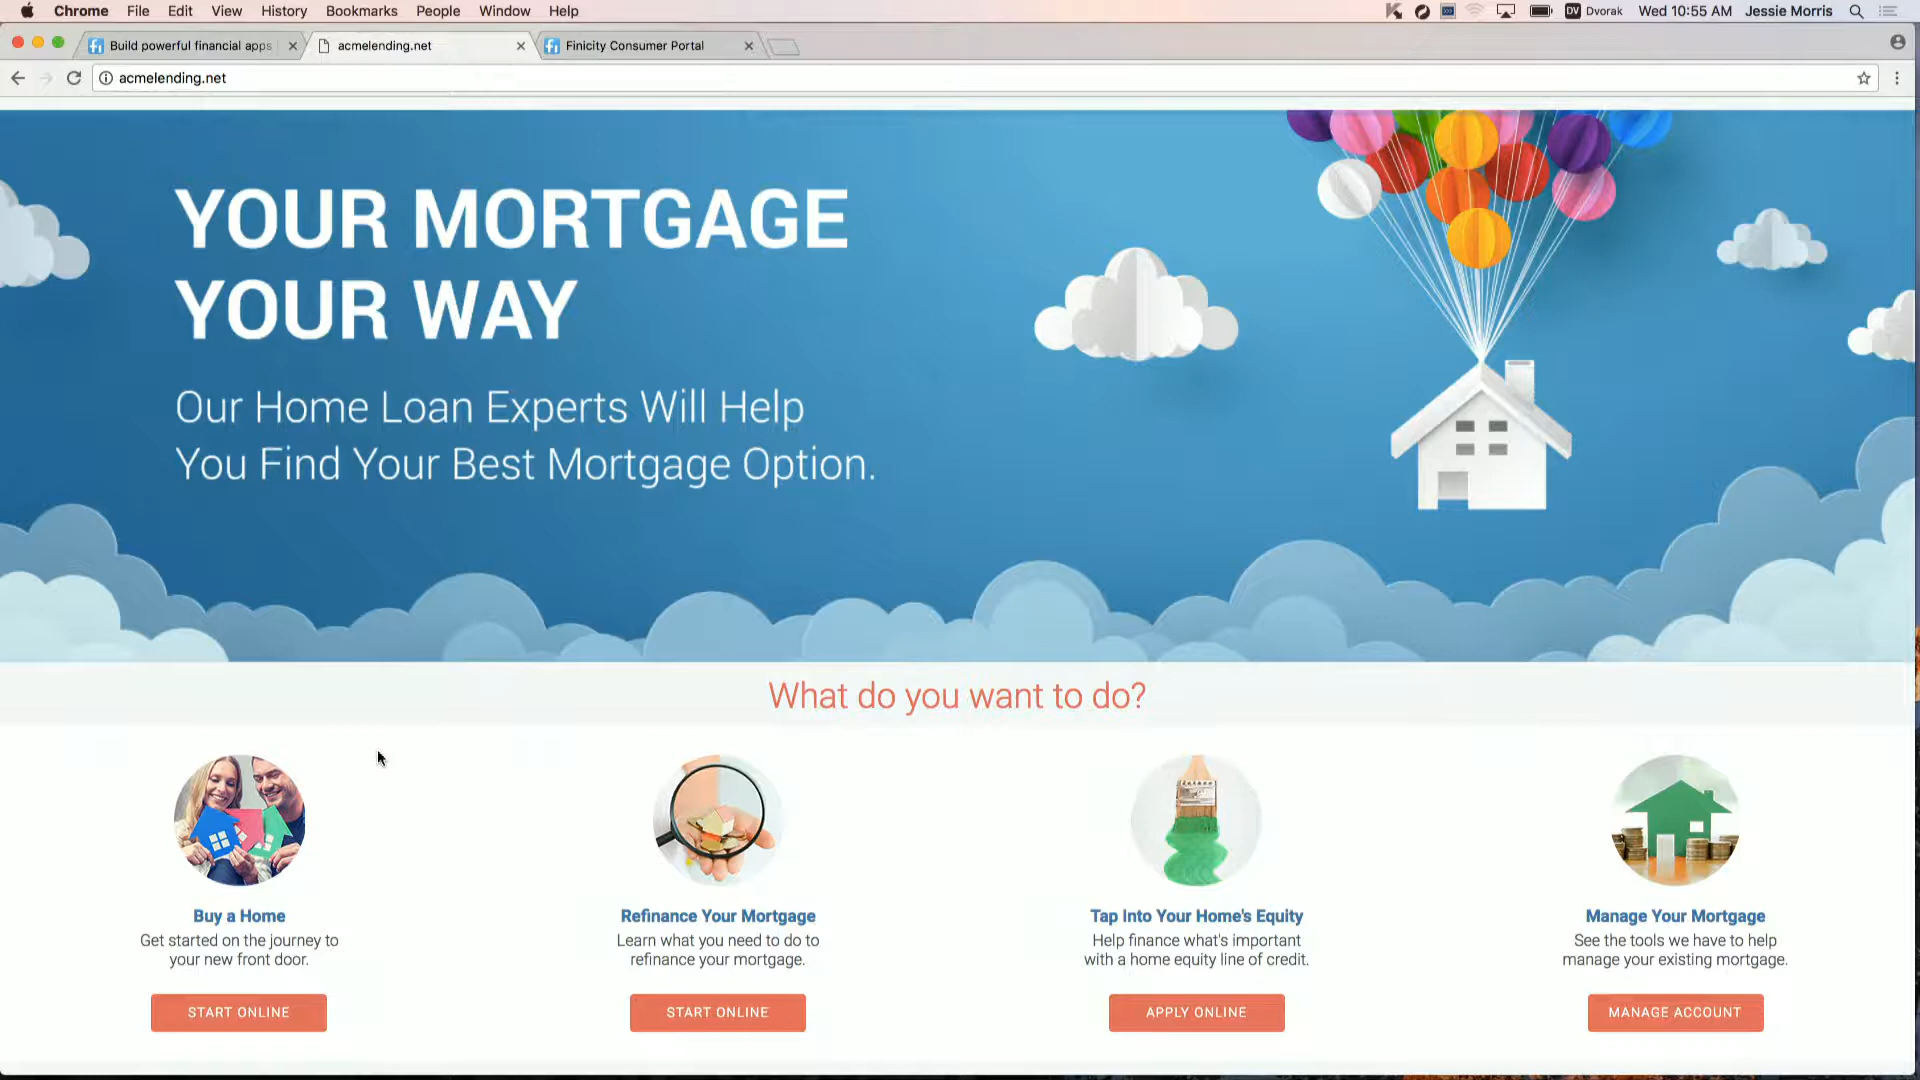 Chrome File Edit View History Bookmarks People Window Help
DV Dvorak Wed 10:55 AM Jessie Morris
Build powerful financial apps
acmelending.net
Finicity Consumer Portal
acmelending.net
YOUR MORTGAGE
YOUR WAY
Our Home Loan Experts Will Help
You Find Your Best Mortgage Option.
What do you want to do?
Buy a Home
Get started on the journey to
your new front door.
START ONLINE
Refinance Your Mortgage
Learn what you need to do to
refinance your mortgage.
START ONLINE
Tap Into Your Home's Equity
Help finance what's important
with a home equity line of credit.
APPLY ONLINE
Manage Your Mortgage
See the tools we have to help
manage your existing mortgage.
MANAGE ACCOUNT